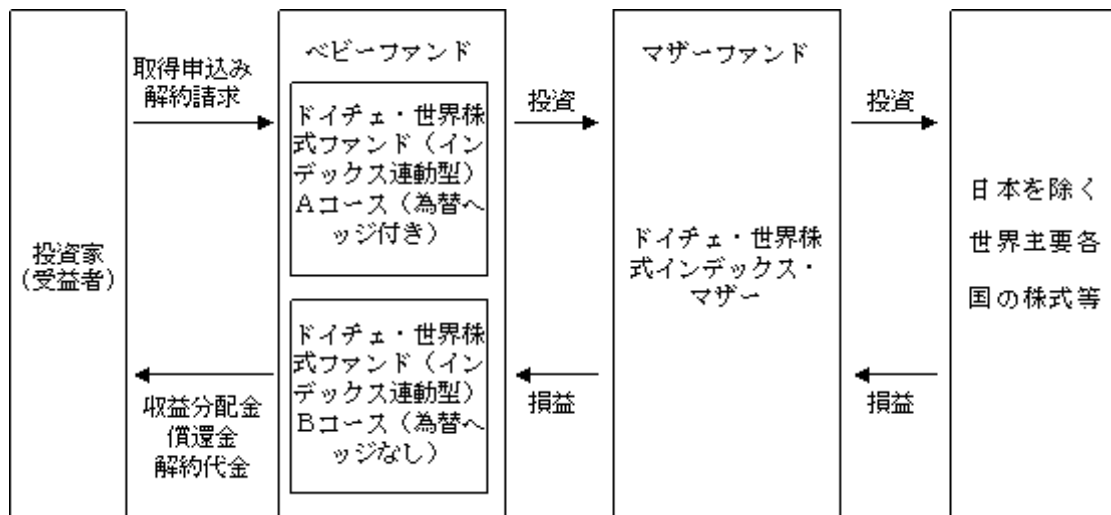 投資家
(受益者)
取得申込み
解約請求
収益分配金
償還金
解約代金
ベビーファンド
ドイチェ・世界株
式ファンド（イン
デックス連動型）
Ａコース（為替ヘ
ッジ付き）
ドイチェ・世界株
式ファンド（イン
デックス連動型）
Ｂコース（為替ヘ
ッジなし）
投資
損益
マザーファンド
ドイチェ・世界株
式インデックス・
マザー
投資
損益
日本を除く
世界主要各
国の株式等